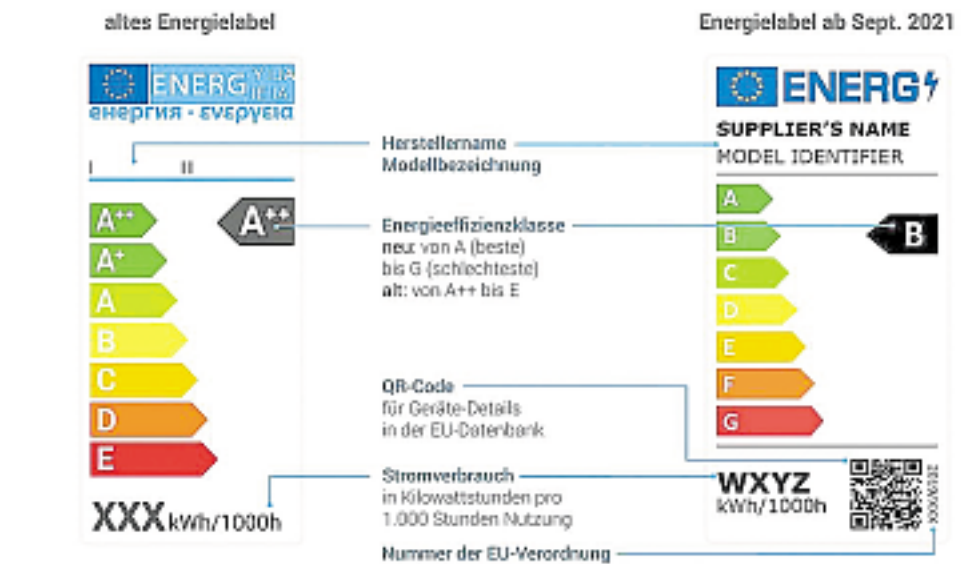 altes Energielabel
Energielabel ab Sept. 2021
ENERG
енергия · ενεργεια
I II
A++
A+
A
B
C
D
E
A++
XXX kWh/1000h
Herstellername
Modellbezeichnung
Energieeffizienzklasse
neu: von A (beste)
bis G (schlechteste)
alt: von A++ bis E
QR-Code
für Geräte-Details
in der EU-Datenbank
Stromverbrauch
in Kilowattstunden pro
1.000 Stunden Nutzung
Nummer der EU-Verordnung
ENERG
SUPPLIER'S NAME
MODEL IDENTIFIER
A
B
C
D
E
F
G
B
WXYZ
kWh/1000h